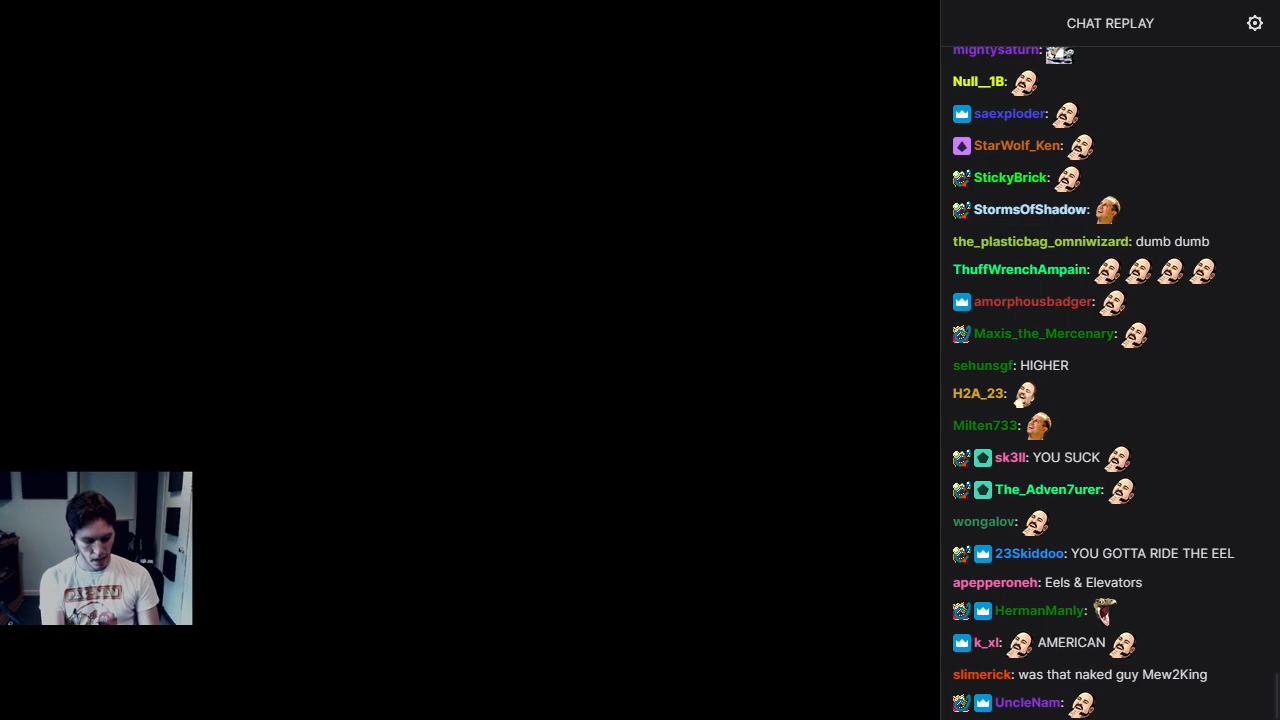 CHAT REPLAY
mightysaturn:
Null__1B:
saexploder:
StarWolf_Ken:
StickyBrick:
StormsOfShadow:
the_plasticbag_omniwizard: dumb dumb
ThuffWrenchAmpain:
amorphousbadger:
Maxis_the_Mercenary:
sehunsgf: HIGHER
H2A_23:
Milten733:
sk3ll: YOU SUCK
The_Adven7urer:
wongalov:
23Skiddoo: YOU GOTTA RIDE THE EEL
apepperoneh: Eels & Elevators
HermanManly:
k_xl: AMERICAN
slimerick: was that naked guy Mew2King
UncleNam: